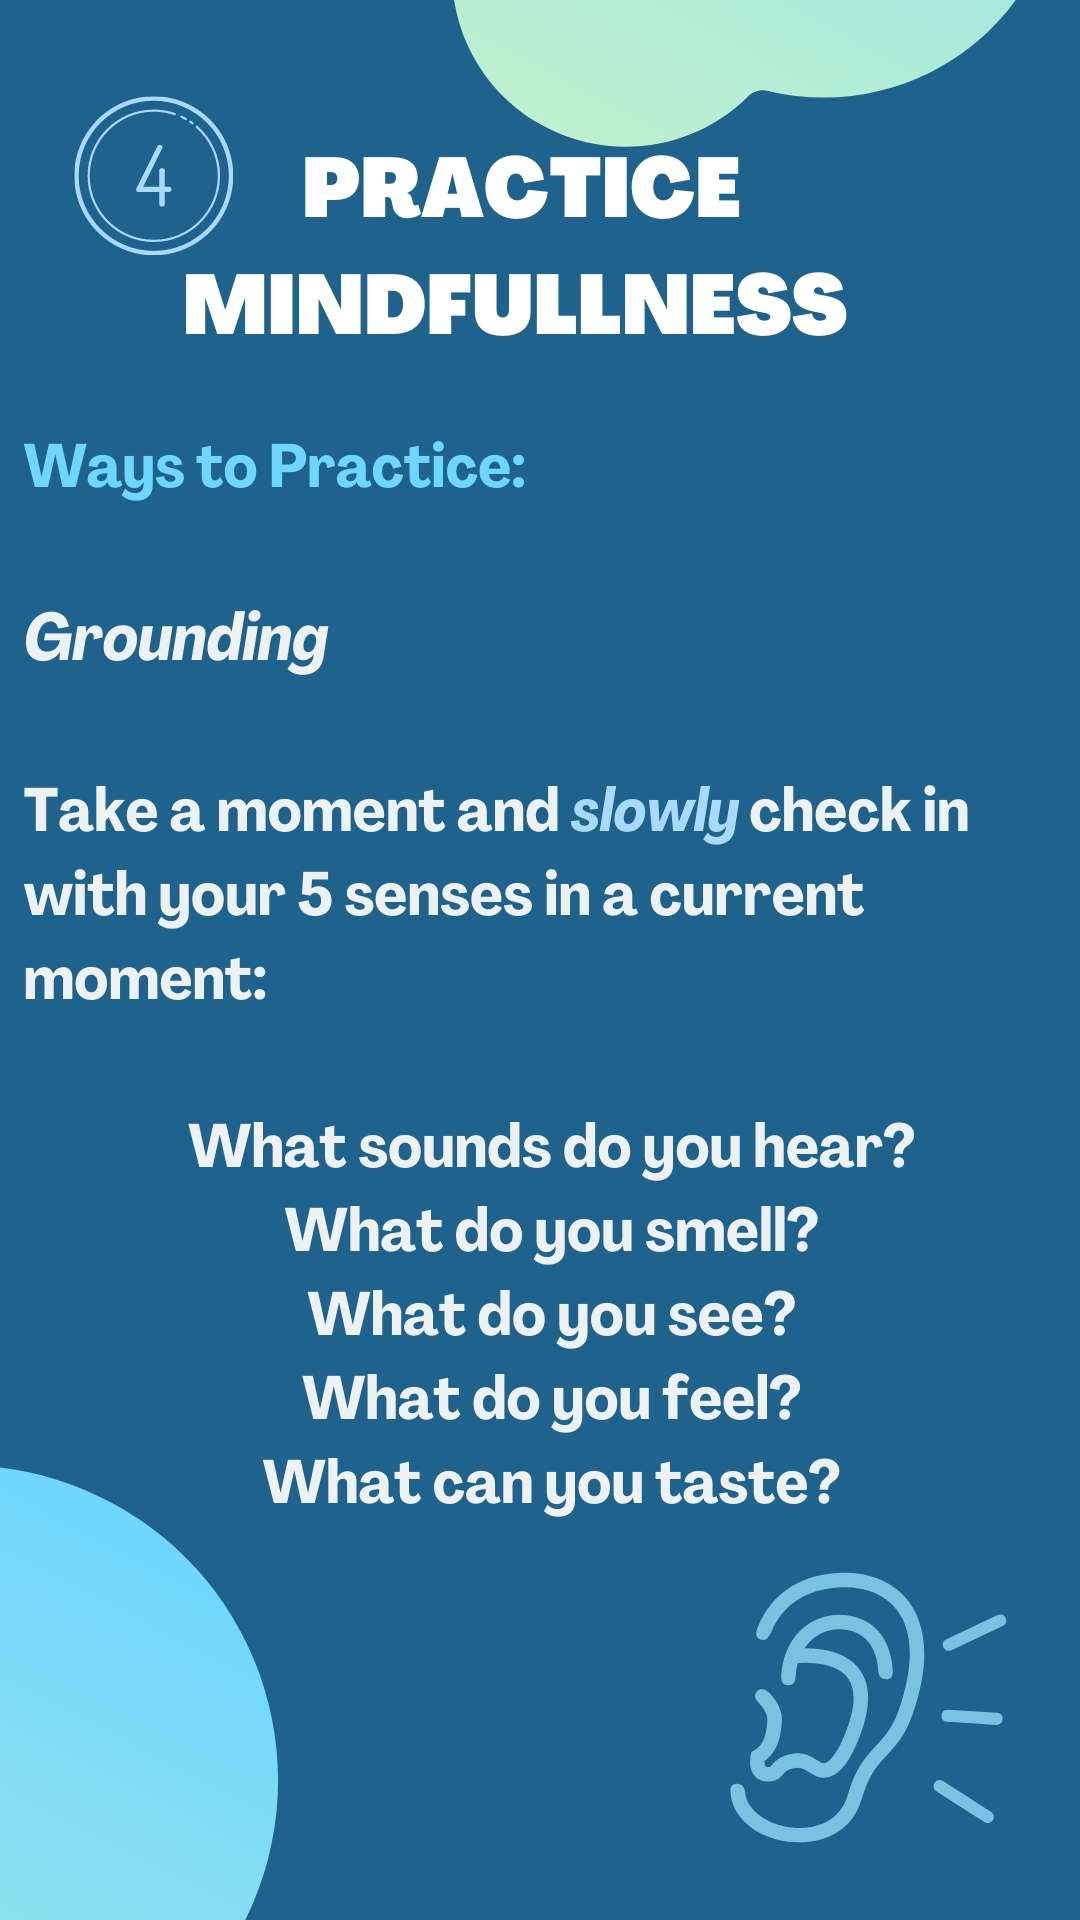 4
PRACTICE
MINDFULLNESS
Ways to Practice:
Grounding
Take a moment and slowly check in
with your 5 senses in a current
moment:
What sounds do you hear?
What do you smell?
What do you see?
What do you feel?
What can you taste?